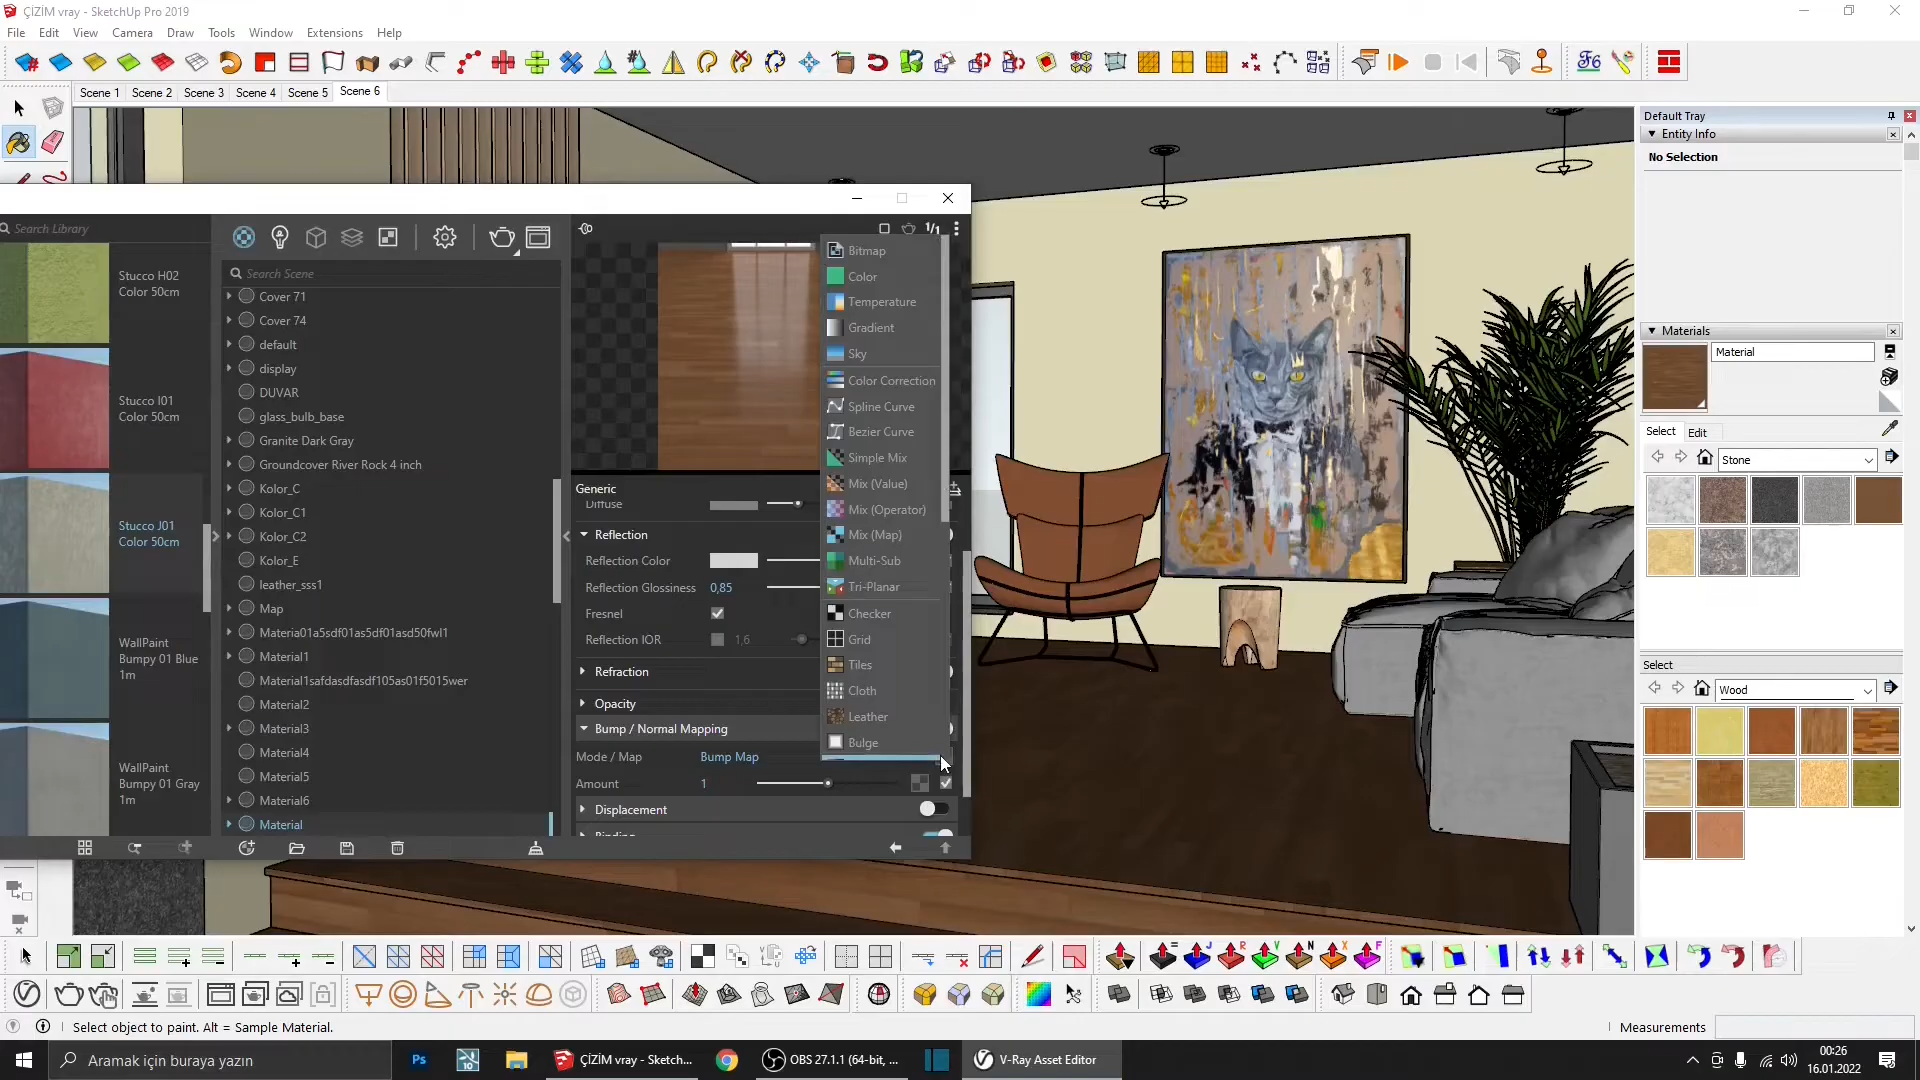 ÇİZİM vray - SketchUp Pro 2019
File Edit View Camera Draw Tools Window Extensions Help
Scene 1 Scene 2 Scene 3 Scene 4 Scene 5 Scene 6
Search Library
Stucco H02
Color 50cm
Stucco I01
Color 50cm
Stucco J01
Color 50cm
WallPaint
Bumpy 01 Blue
1m
WallPaint
Bumpy 01 Gray
1m
Search Scene
Cover 71
Cover 74
default
display
DUVAR
glass_bulb_base
Granite Dark Gray
Groundcover River Rock 4 inch
Kolor_C
Kolor_C1
Kolor_C2
Kolor_E
leather_sss1
Map
Materia01a5sdf01as5df01asd50fwl1
Material1
Material1safdasdfasdf105as01f5015wer
Material2
Material3
Material4
Material5
Material6
Material
1/1
Generic
Diffuse
Reflection
Reflection Color
Reflection Glossiness 0,85
Fresnel
Reflection IOR 1,6
Refraction
Opacity
Bump / Normal Mapping
Mode / Map Bump Map
Amount 1
Displacement
Binding
Bitmap
Color
Temperature
Gradient
Sky
Color Correction
Spline Curve
Bezier Curve
Simple Mix
Mix (Value)
Mix (Operator)
Mix (Map)
Multi-Sub
Tri-Planar
Checker
Grid
Tiles
Cloth
Leather
Bulge
Default Tray
Entity Info
No Selection
Materials
Material
Select Edit
Stone
Select
Wood
Select object to paint. Alt = Sample Material.
Measurements
Aramak için buraya yazın
Ps
10
ÇİZİM vray - Sketch...
OBS 27.1.1 (64-bit, ...
V-Ray Asset Editor
00:26
16.01.2022